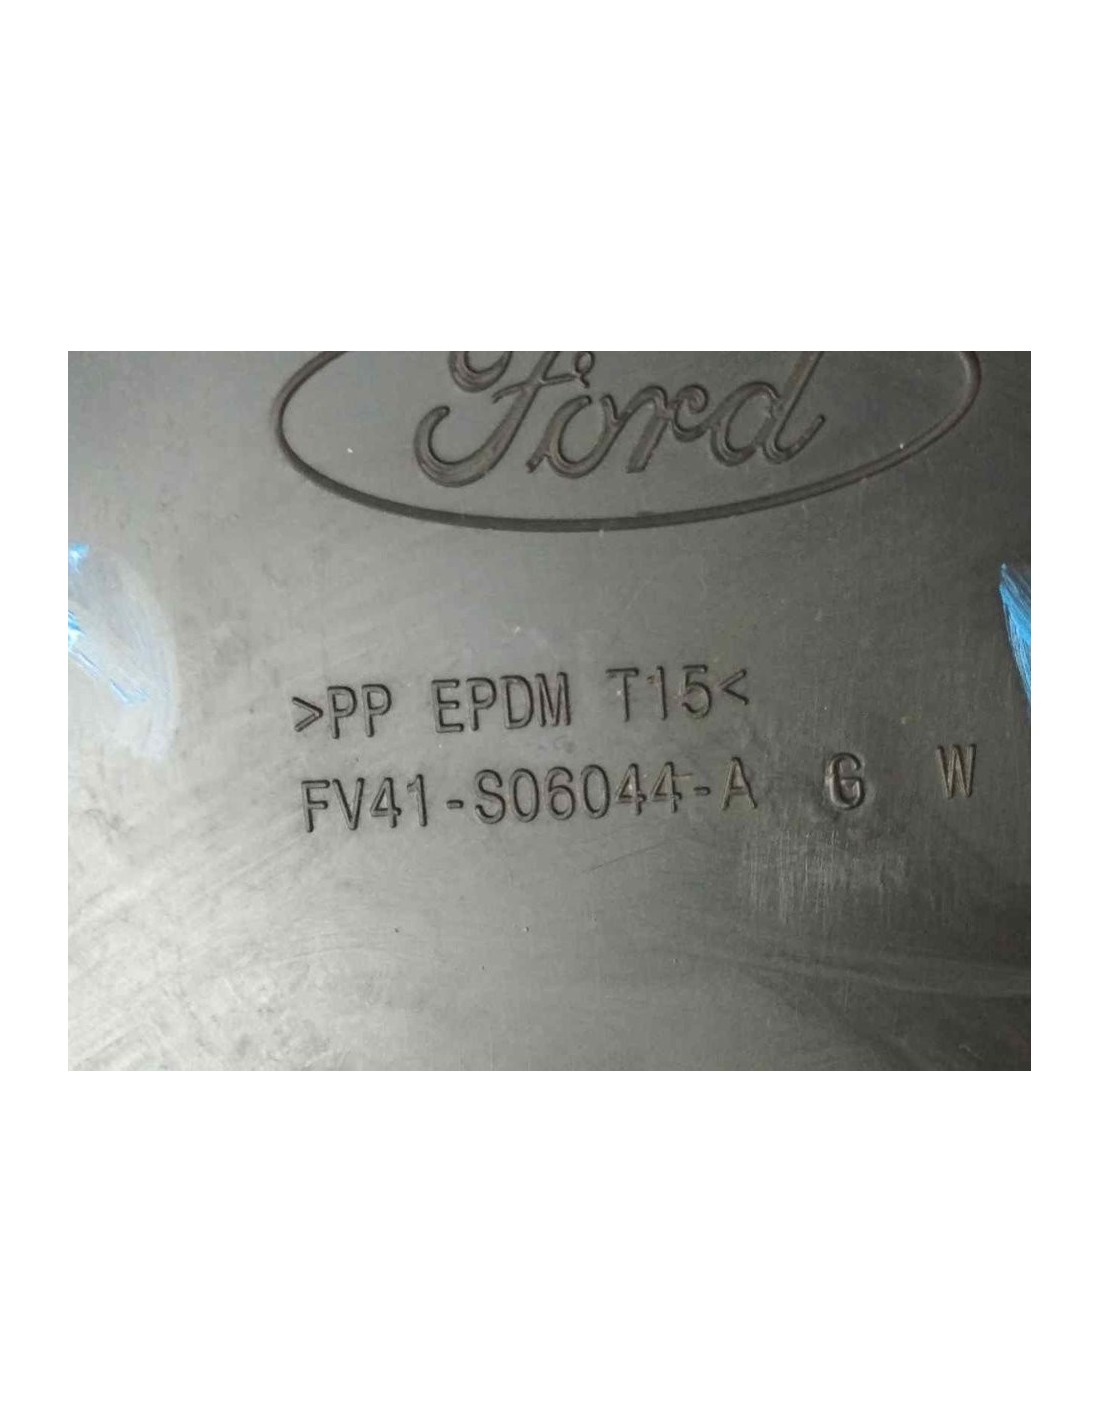 Ford
>PP EPDM T15<
FV41-S06044-A G W